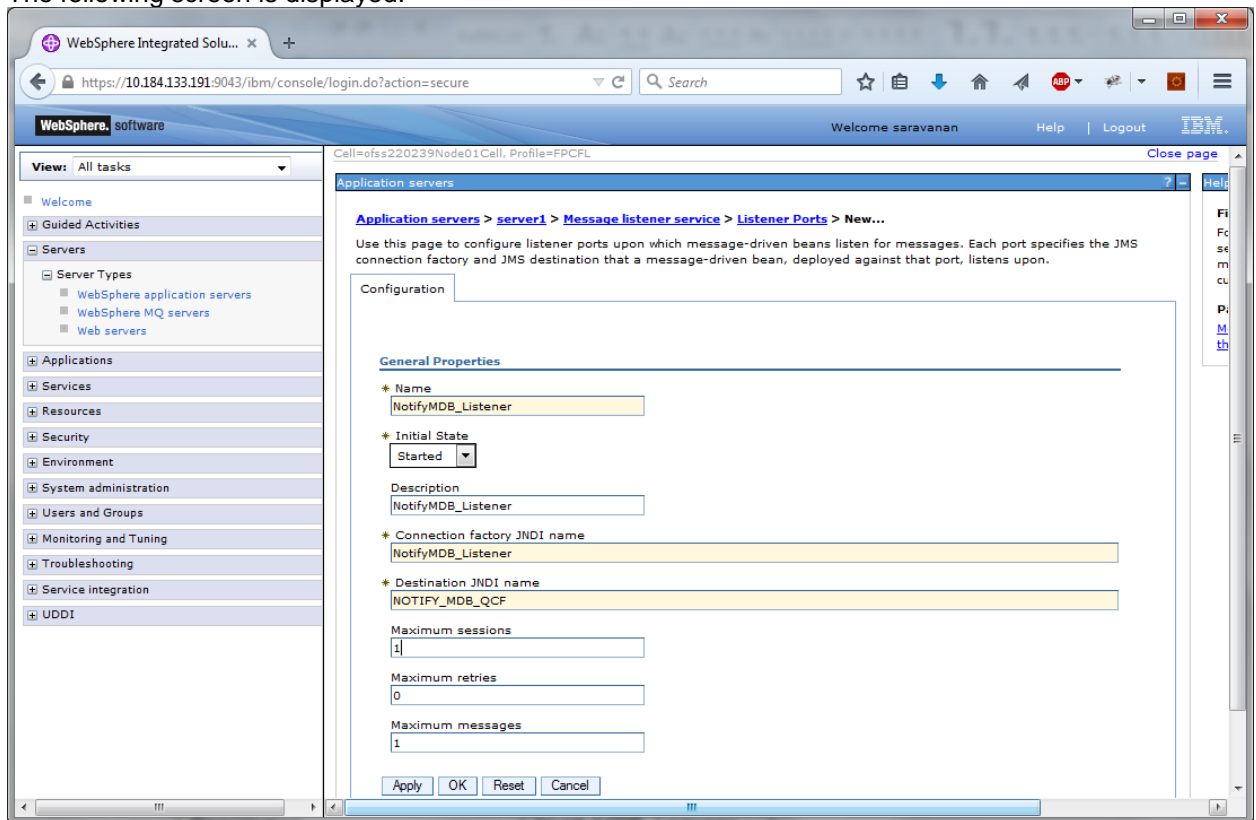 The following screen is displayed.
WebSphere Integrated Solu... × +
https://10.184.133.191:9043/ibm/console/login.do?action=secure
Search
ABP
WebSphere. software
Welcome saravanan
Help | Logout
IBM.
View: All tasks
Welcome
Guided Activities
Servers
Server Types
WebSphere application servers
WebSphere MQ servers
Web servers
Applications
Services
Resources
Security
Environment
System administration
Users and Groups
Monitoring and Tuning
Troubleshooting
Service integration
UDDI
Cell=ofss220239Node01Cell, Profile=FPCFL
Close page
Application servers
? –
Application servers > server1 > Message listener service > Listener Ports > New...
Use this page to configure listener ports upon which message-driven beans listen for messages. Each port specifies the JMS
connection factory and JMS destination that a message-driven bean, deployed against that port, listens upon.
Configuration
General Properties
* Name
NotifyMDB_Listener
* Initial State
Started
Description
NotifyMDB_Listener
* Connection factory JNDI name
NotifyMDB_Listener
* Destination JNDI name
NOTIFY_MDB_QCF
Maximum sessions
1
Maximum retries
0
Maximum messages
1
Apply OK Reset Cancel
Help